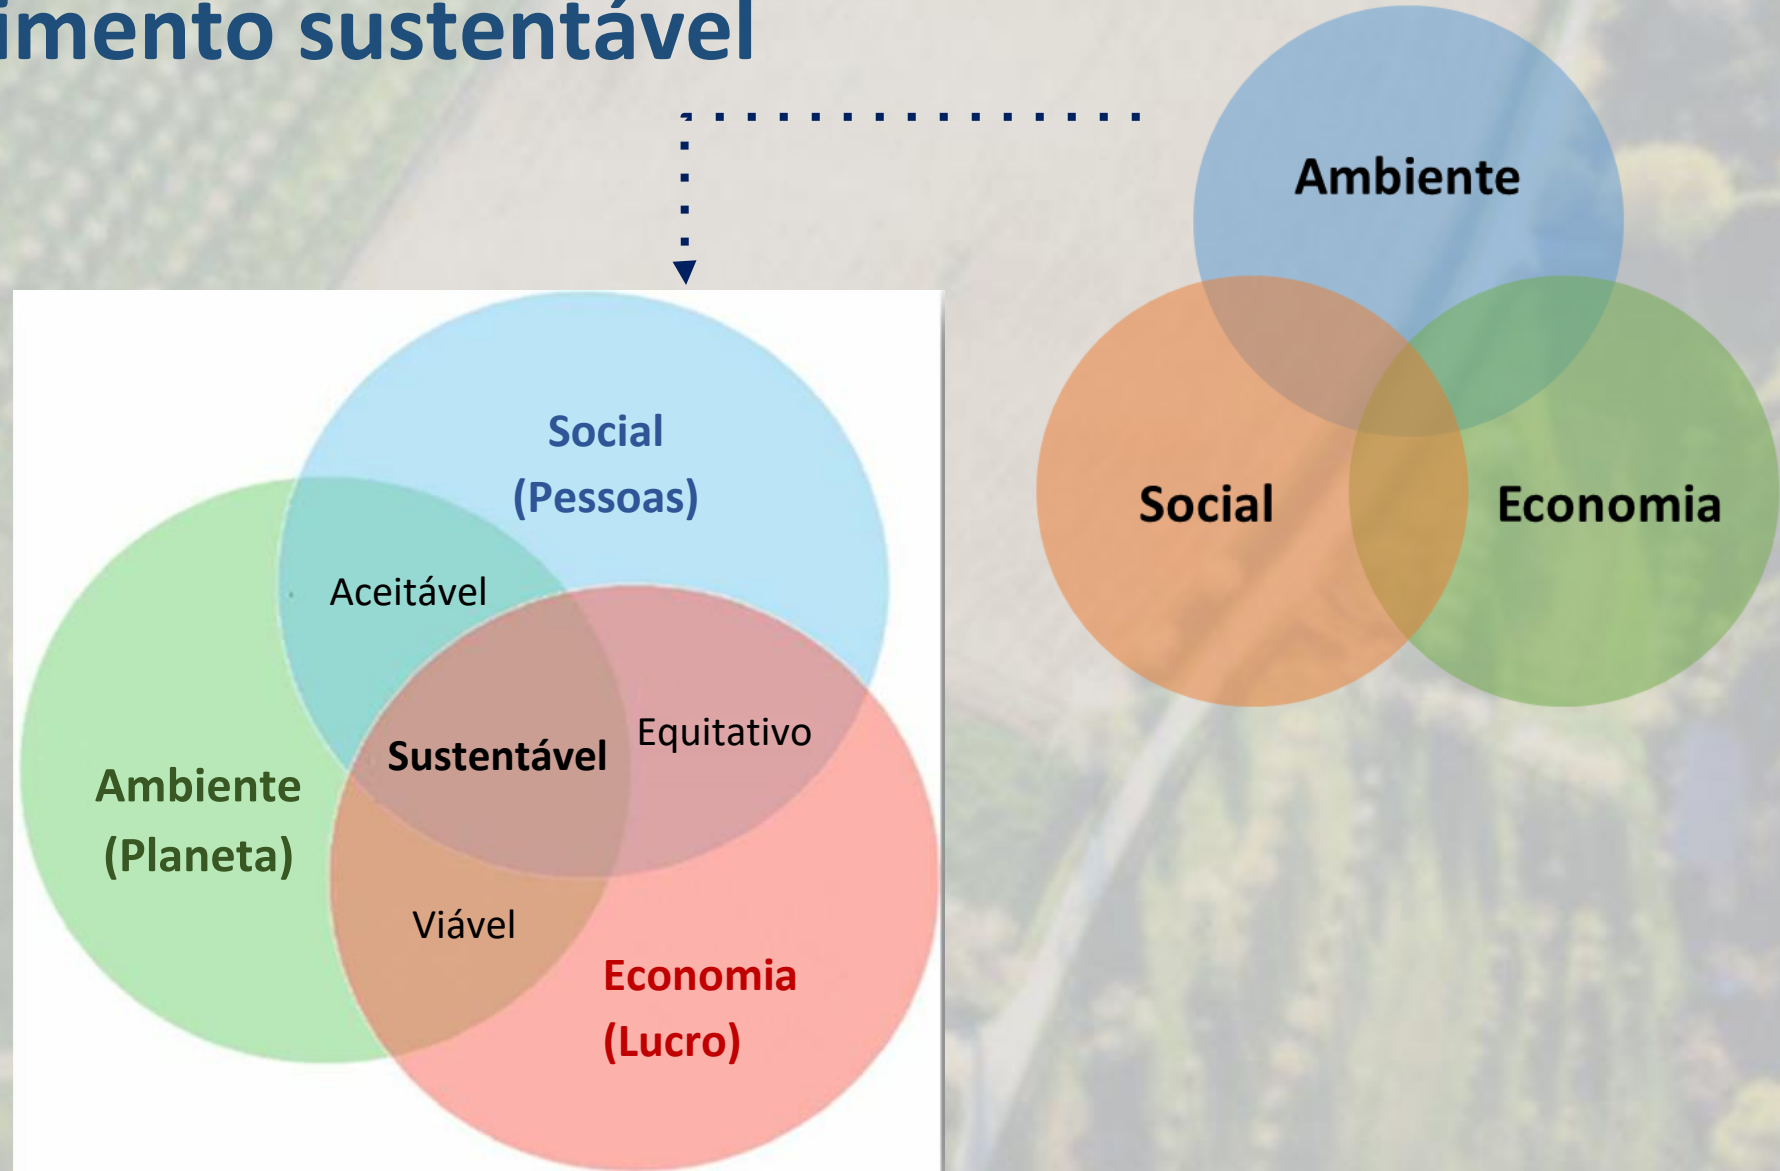 imento sustentável
Ambiente
Social
Economia
Social
(Pessoas)
Aceitável
Sustentável
Equitativo
Ambiente
(Planeta)
Viável
Economia
(Lucro)